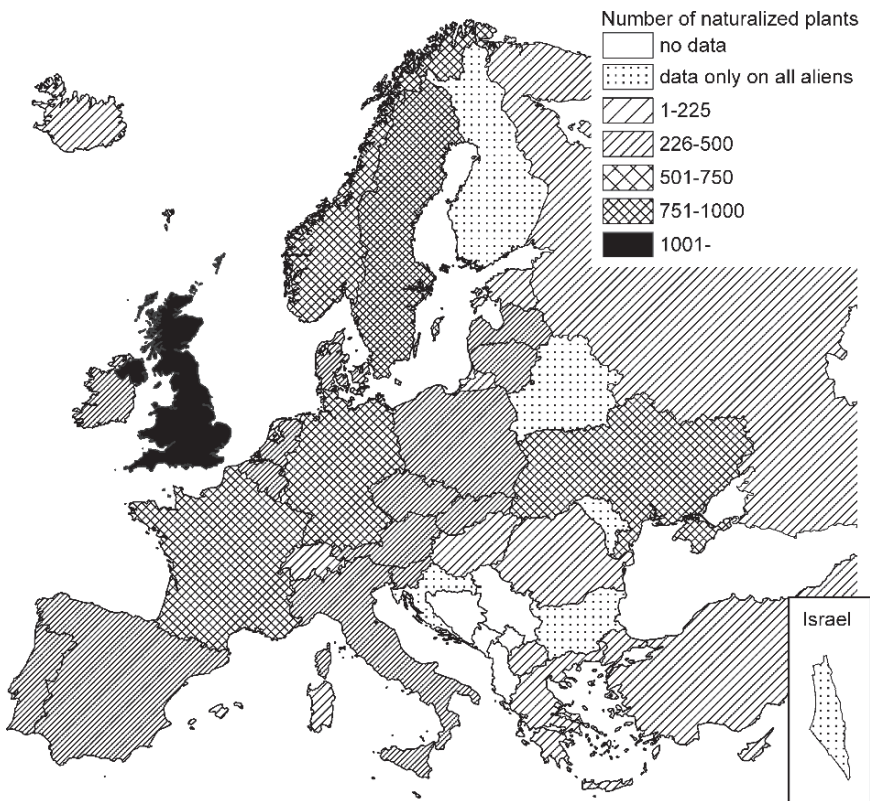 Number of naturalized plants
no data
data only on all aliens
1-225
226-500
501-750
751-1000
1001-
Israel